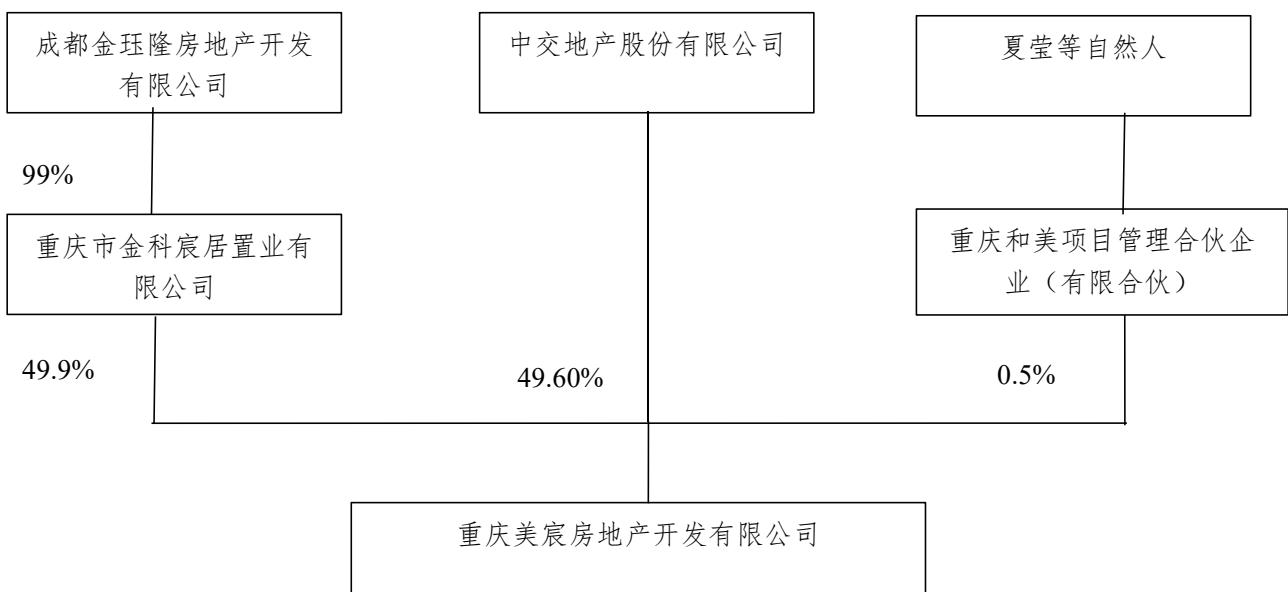 成都金珏隆房地产开发
有限公司
中交地产股份有限公司
夏莹等自然人
99%
重庆市金科宸居置业有
限公司
重庆和美项目管理合伙企
业（有限合伙）
49.9%
49.60%
0.5%
重庆美宸房地产开发有限公司